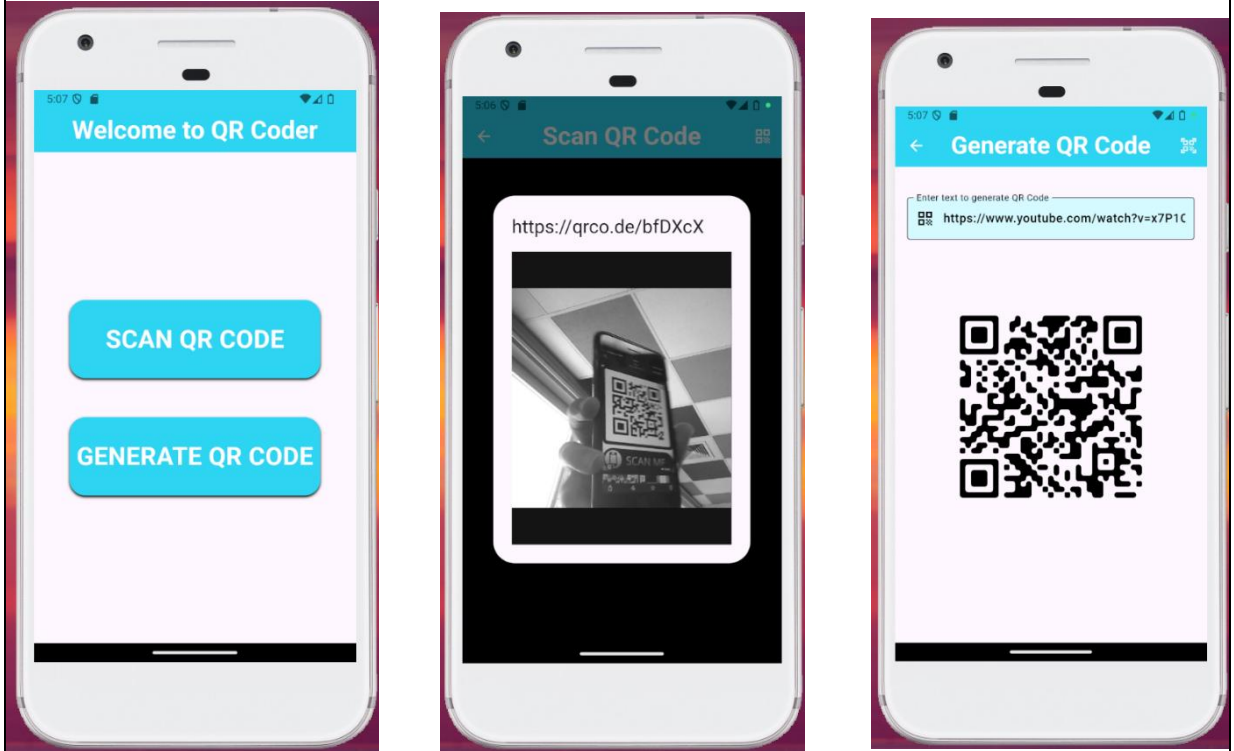 5:07
Welcome to QR Coder
SCAN QR CODE
GENERATE QR CODE
5:06
Scan QR Code
https://qrco.de/bfDXcX
SCAN ME
5:07
Generate QR Code
Enter text to generate QR Code
https://www.youtube.com/watch?v=x7P1